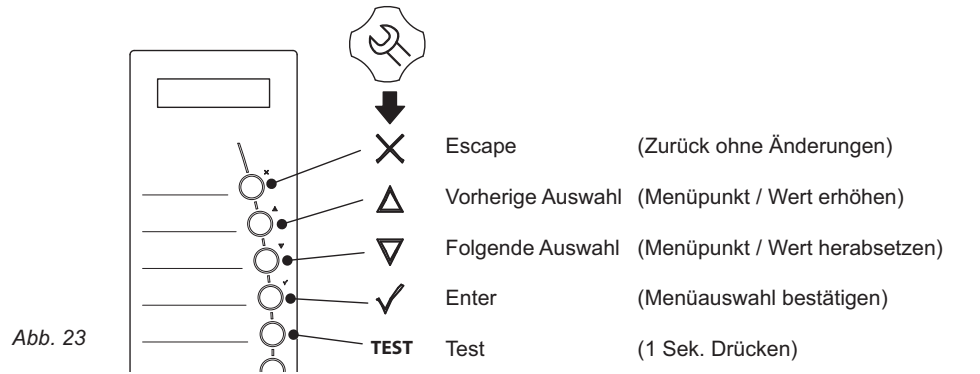 Escape (Zurück ohne Änderungen)
Vorherige Auswahl (Menüpunkt / Wert erhöhen)
Folgende Auswahl (Menüpunkt / Wert herabsetzen)
Enter (Menüauswahl bestätigen)
Abb. 23
TEST Test (1 Sek. Drücken)